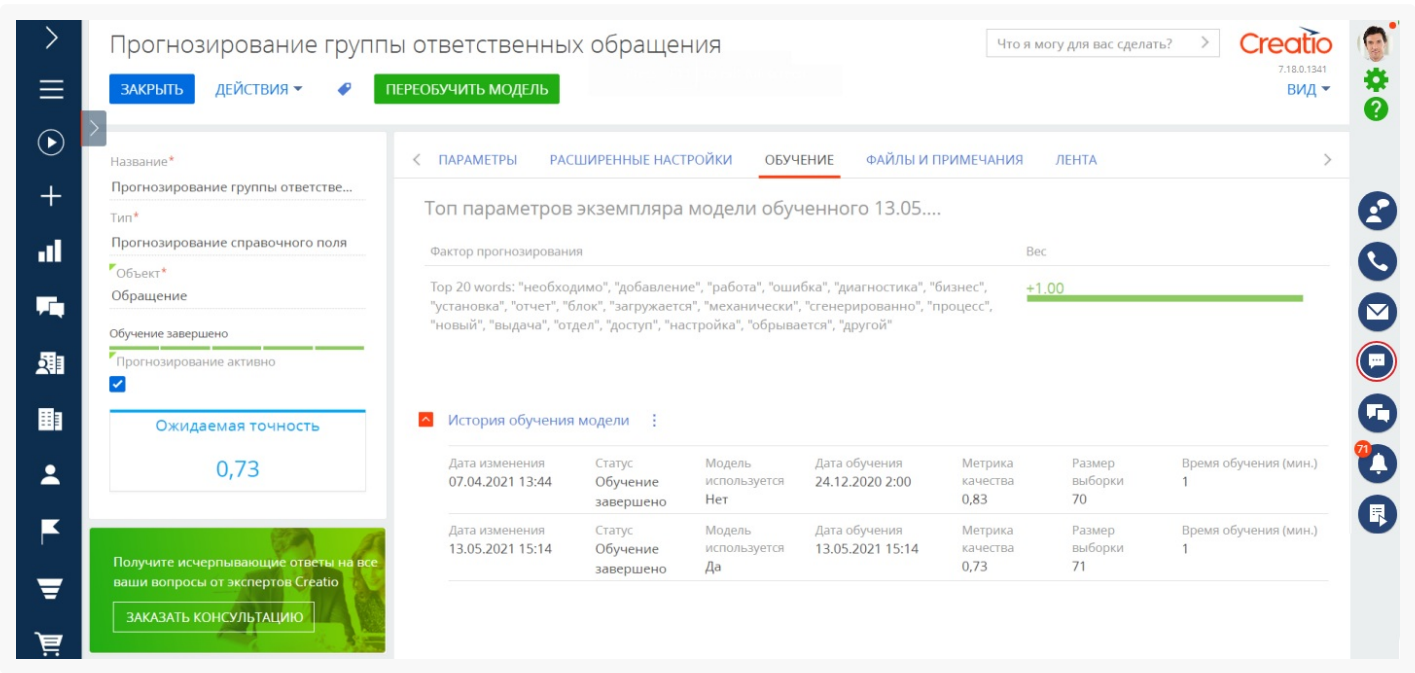 Прогнозирование группы ответственных обращения
Что я могу для вас сделать?
Creatio
7.18.0.1341
ЗАКРЫТЬ
ДЕЙСТВИЯ
ПЕРЕОБУЧИТЬ МОДЕЛЬ
ВИД
Название*
Прогнозирование группы ответстве...
Тип*
Прогнозирование справочного поля
Объект*
Обращение
Обучение завершено
Прогнозирование активно
Ожидаемая точность
0,73
Получите исчерпывающие ответы на все
ваши вопросы от экспертов Creatio
ЗАКАЗАТЬ КОНСУЛЬТАЦИЮ
ПАРАМЕТРЫ РАСШИРЕННЫЕ НАСТРОЙКИ ОБУЧЕНИЕ ФАЙЛЫ И ПРИМЕЧАНИЯ ЛЕНТА
Топ параметров экземпляра модели обученного 13.05....
Фактор прогнозирования Вес
Top 20 words: "необходимо", "добавление", "работа", "ошибка", "диагностика", "бизнес", +1.00
"установка", "отчет", "блок", "загружается", "механически", "сгенерированно", "процесс",
"новый", "выдача", "отдел", "доступ", "настройка", "обрывается", "другой"
История обучения модели
Дата изменения Статус Модель Дата обучения Метрика Размер Время обучения (мин.)
07.04.2021 13:44 Обучение используется 24.12.2020 2:00 качества выборки 1
завершено Нет 0,83 70
Дата изменения Статус Модель Дата обучения Метрика Размер Время обучения (мин.)
13.05.2021 15:14 Обучение используется 13.05.2021 15:14 качества выборки 1
завершено Да 0,73 71
71